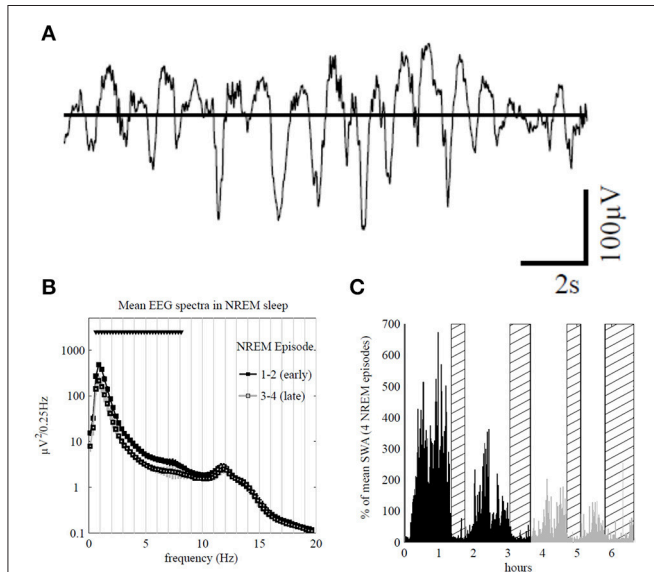 A
100µV
2s
B
Mean EEG spectra in NREM sleep
NREM Episode.
1-2 (early)
3-4 (late)
µV²/0.25Hz
1000
100
10
1
0.1
0 5 10 15 20
frequency (Hz)
C
% of mean SWA (4 NREM episodes)
700
600
500
400
300
200
100
0
0 1 2 3 4 5 6
hours